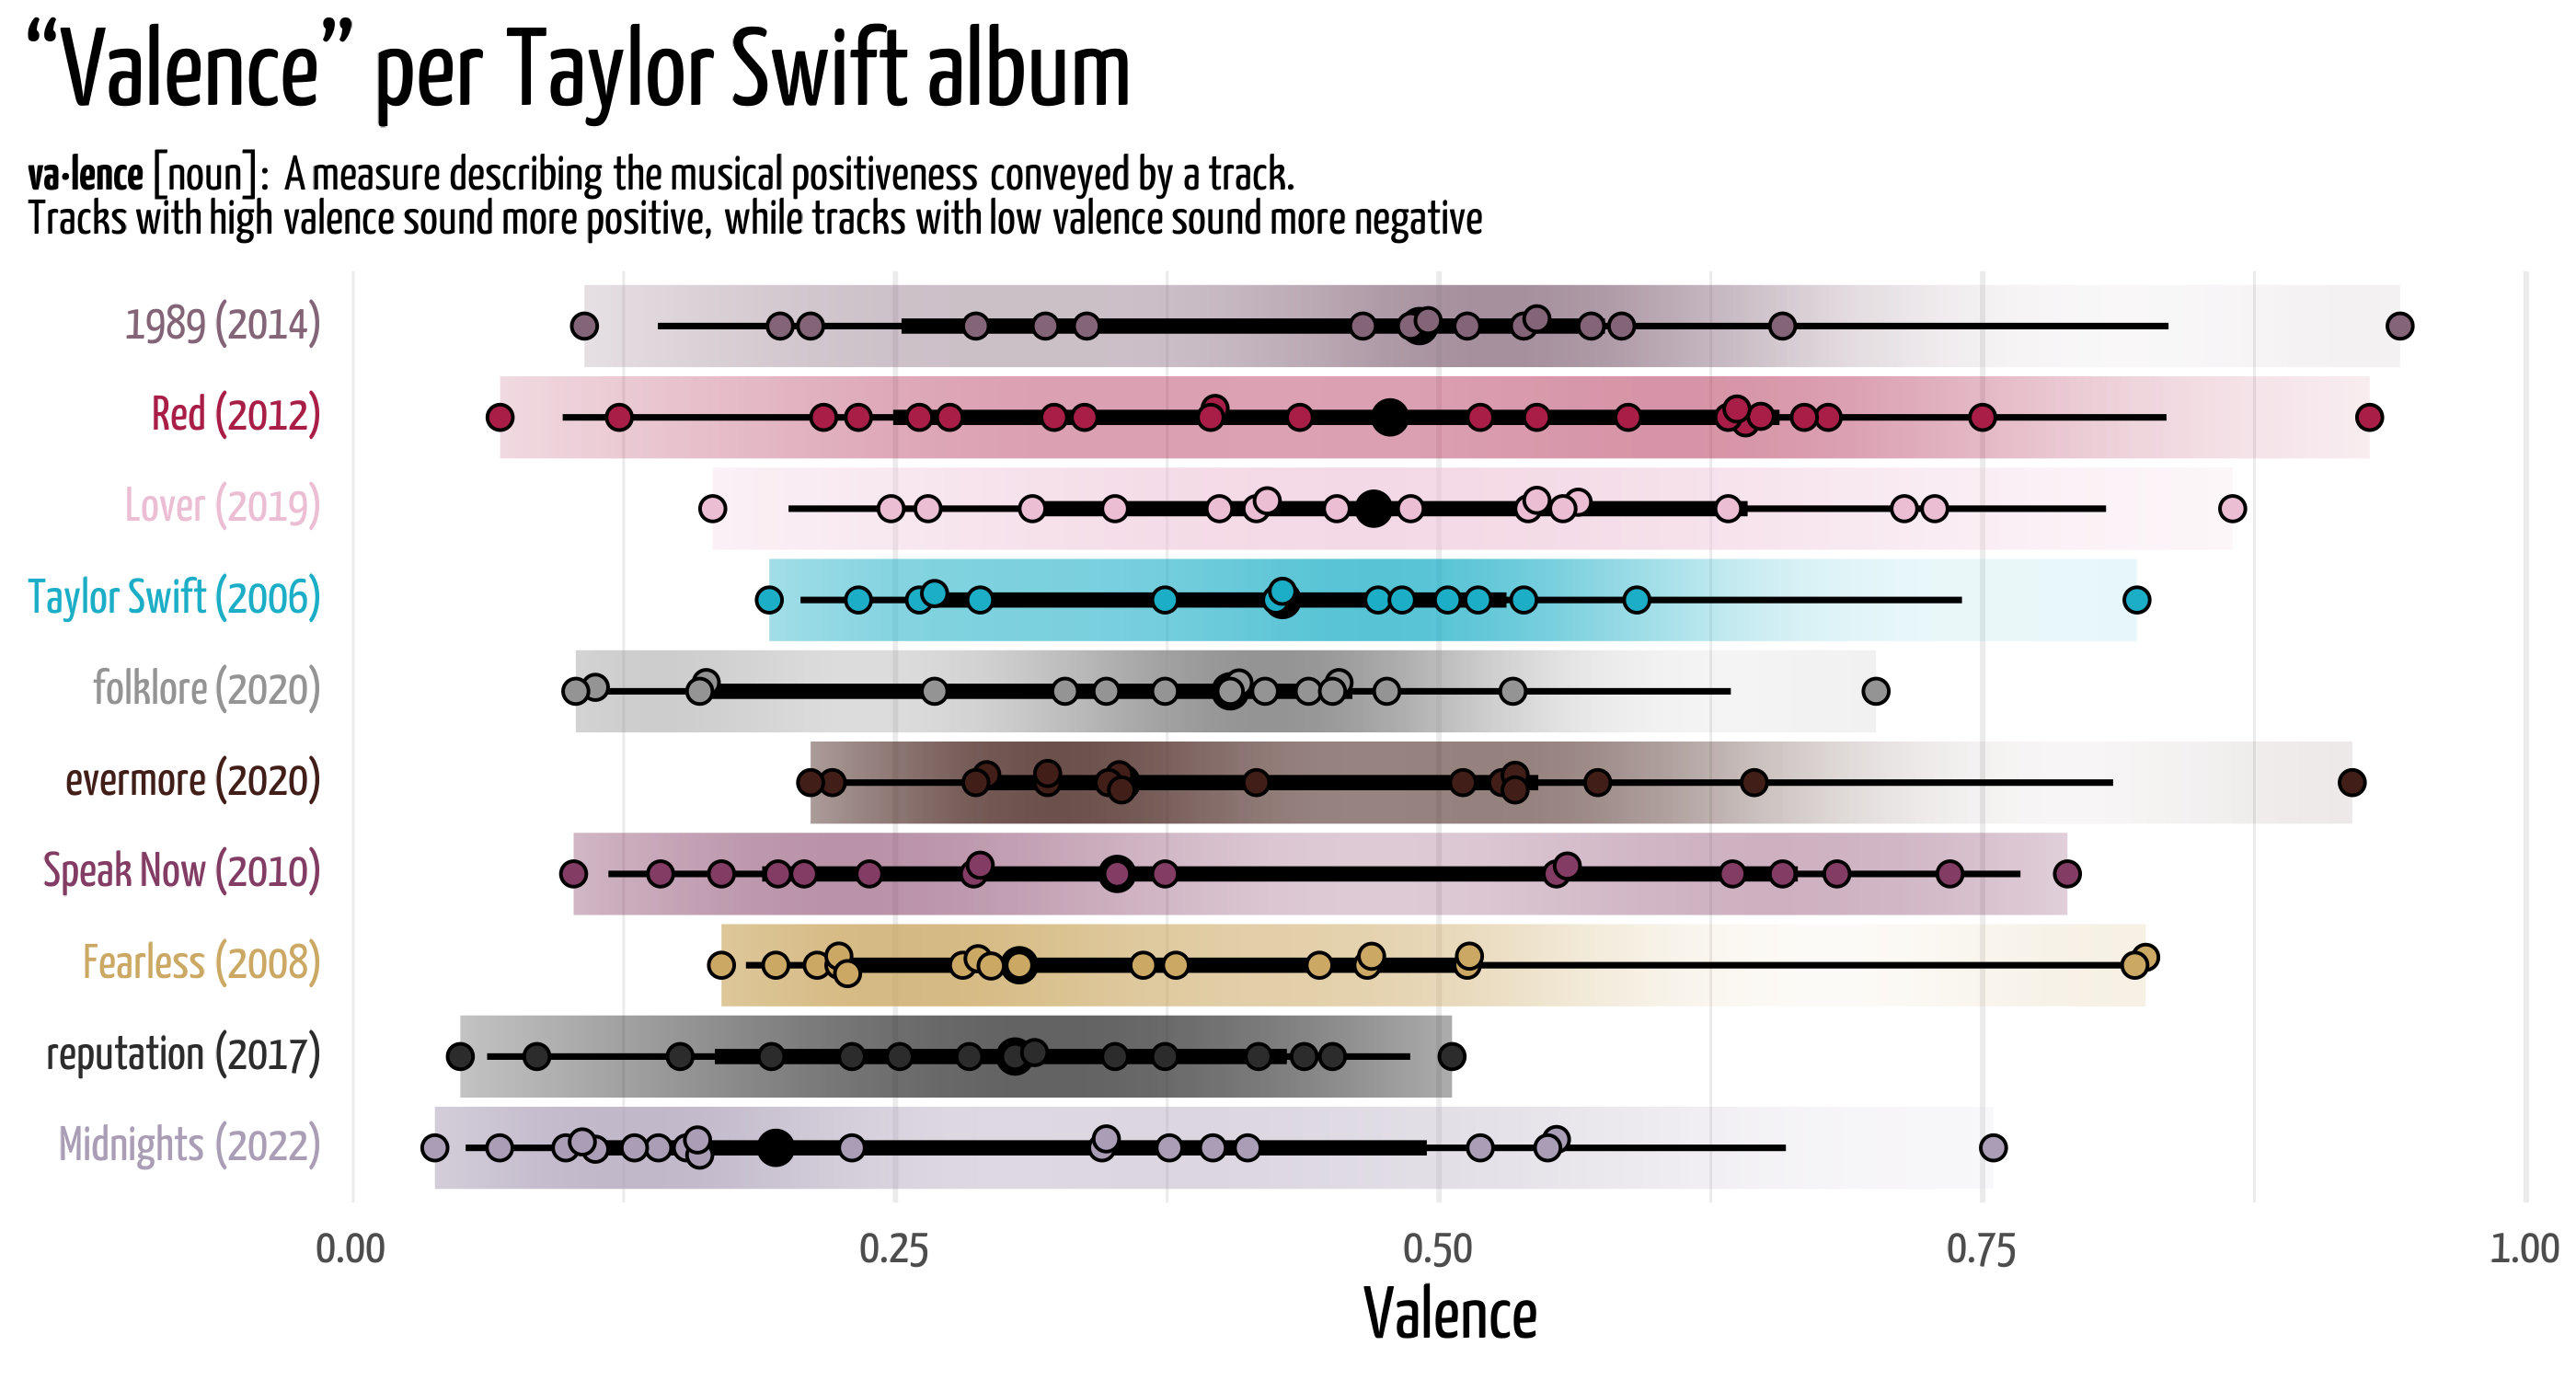 “Valence” per Taylor Swift album
va·lence [noun]: A measure describing the musical positiveness conveyed by a track.
Tracks with high valence sound more positive, while tracks with low valence sound more negative
1989 (2014)
Red (2012)
Lover (2019)
Taylor Swift (2006)
folklore (2020)
evermore (2020)
Speak Now (2010)
Fearless (2008)
reputation (2017)
Midnights (2022)
0.00 0.25 0.50 0.75 1.00
Valence